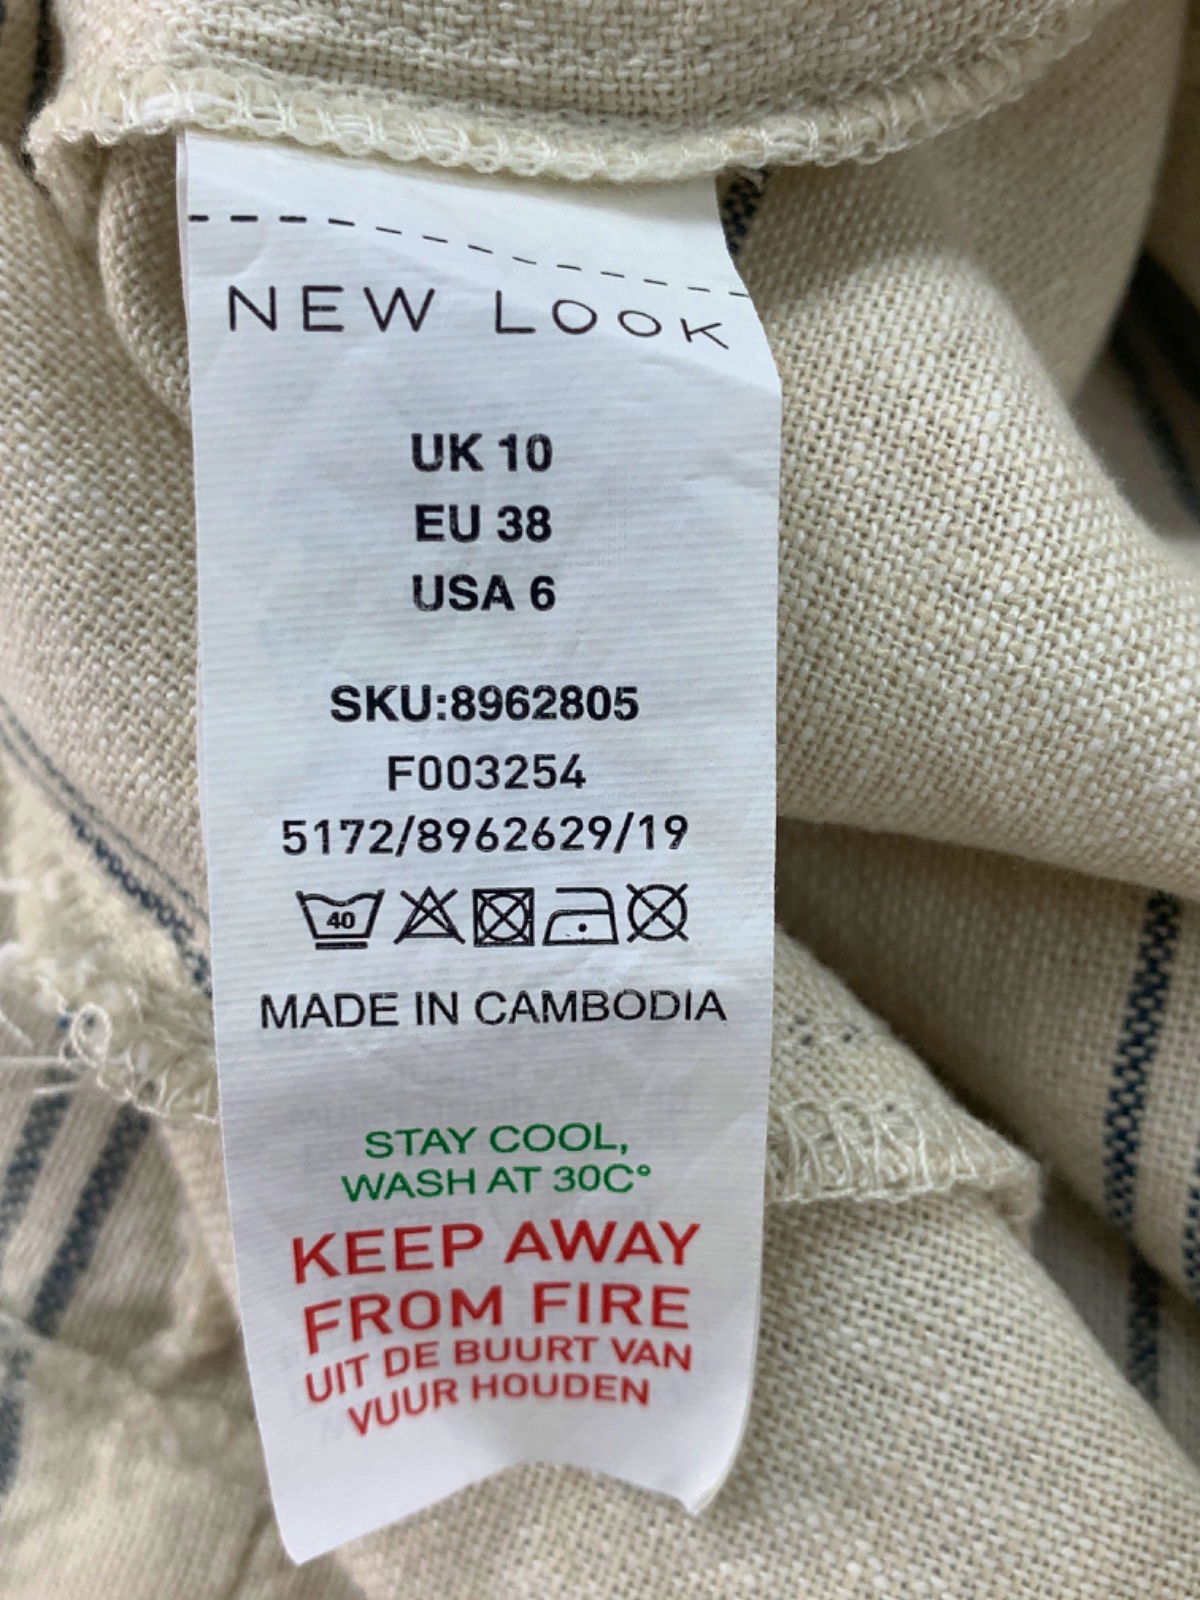 NEW LOOK
UK 10
EU 38
USA 6
SKU:8962805
F003254
5172/8962629/19
40
MADE IN CAMBODIA
STAY COOL,
WASH AT 30C°
KEEP AWAY
FROM FIRE
UIT DE BUURT VAN
VUUR HOUDEN